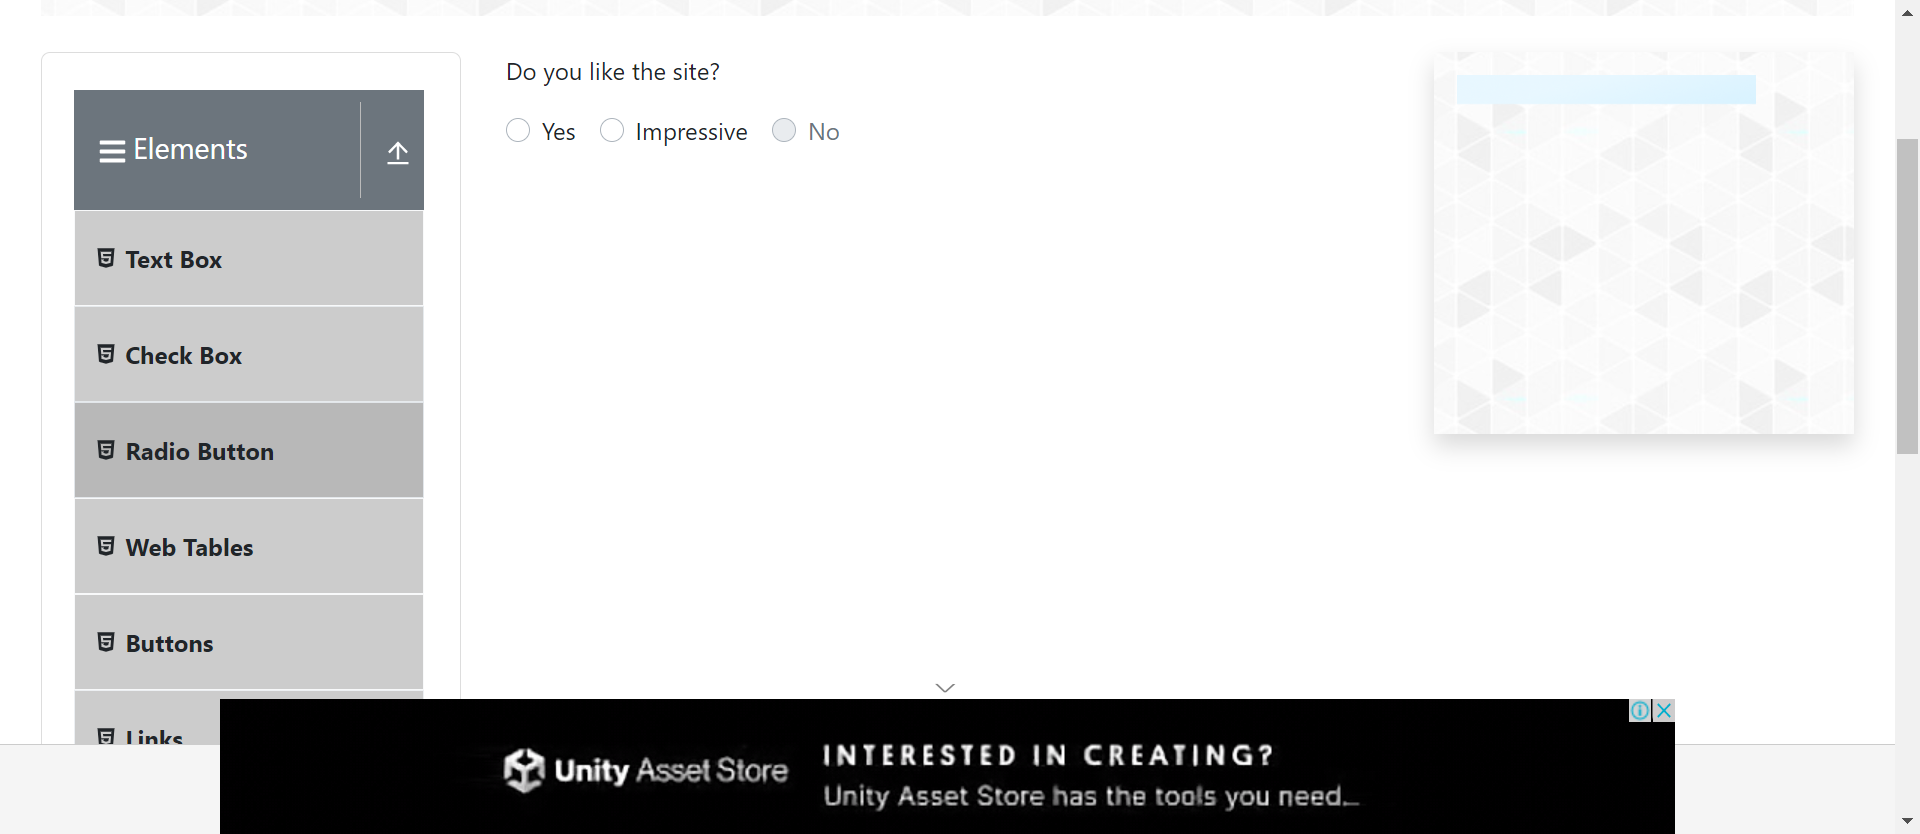 Do you like the site?
Yes
Impressive
No
Elements
Text Box
Check Box
Radio Button
Web Tables
Buttons
Links
Unity Asset Store
INTERESTED IN CREATING?
Unity Asset Store has the tools you need...